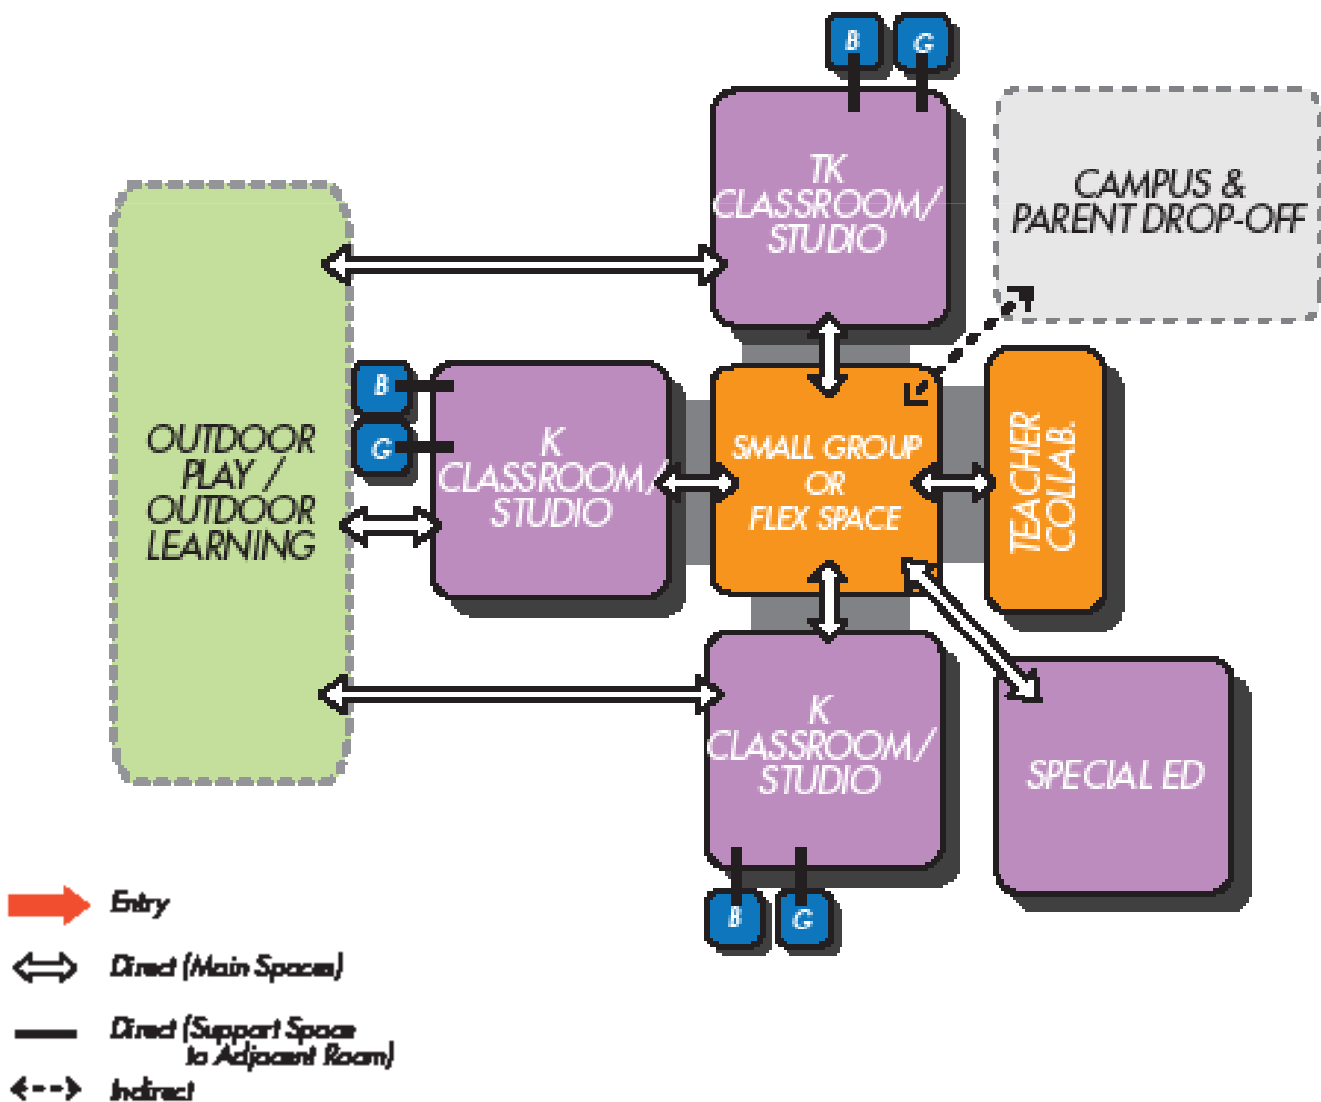 B
G
TK
CLASSROOM/
STUDIO
CAMPUS &
PARENT DROP-OFF
OUTDOOR
PLAY /
OUTDOOR
LEARNING
B
G
K
CLASSROOM/
STUDIO
SMALL GROUP
OR
FLEX SPACE
TEACHER
COLLAB.
K
CLASSROOM/
STUDIO
SPECIAL ED
B
G
Entry
Direct (Main Spaces)
Direct (Support Space
to Adjacent Room)
Indirect